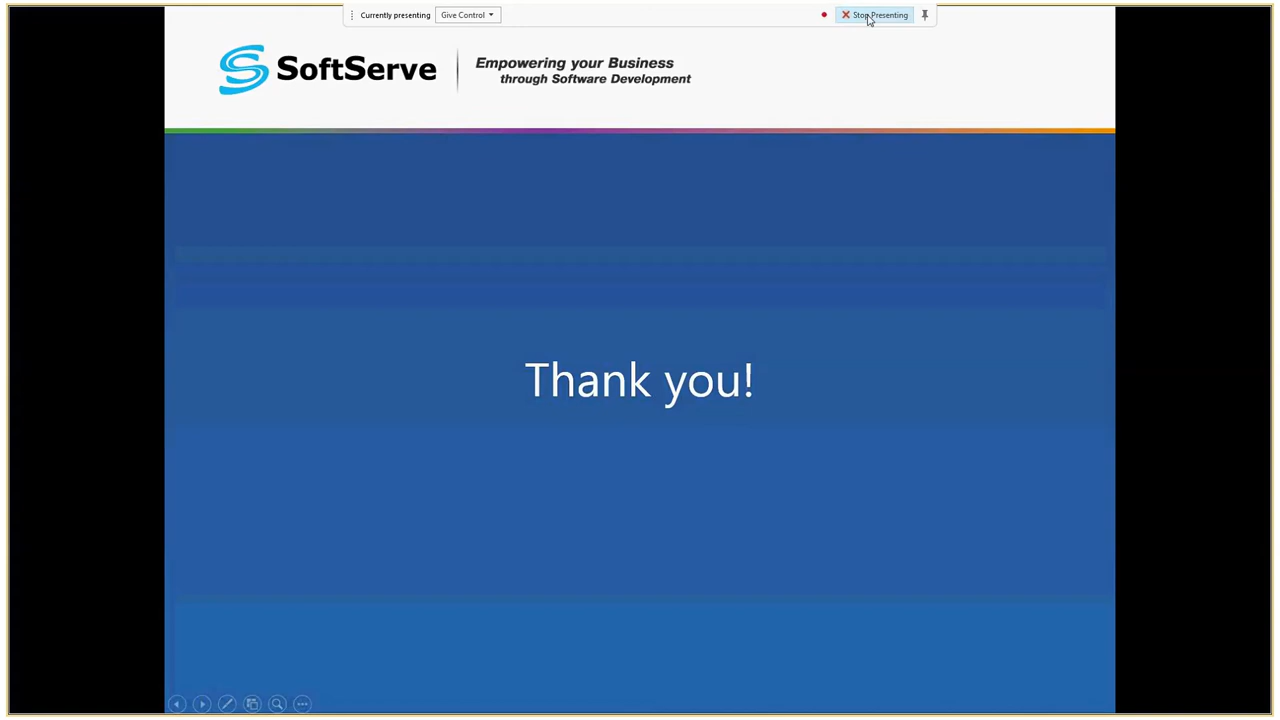 Currently presenting
Give Control
Stop Presenting
SoftServe
Empowering your Business
through Software Development
Thank you!